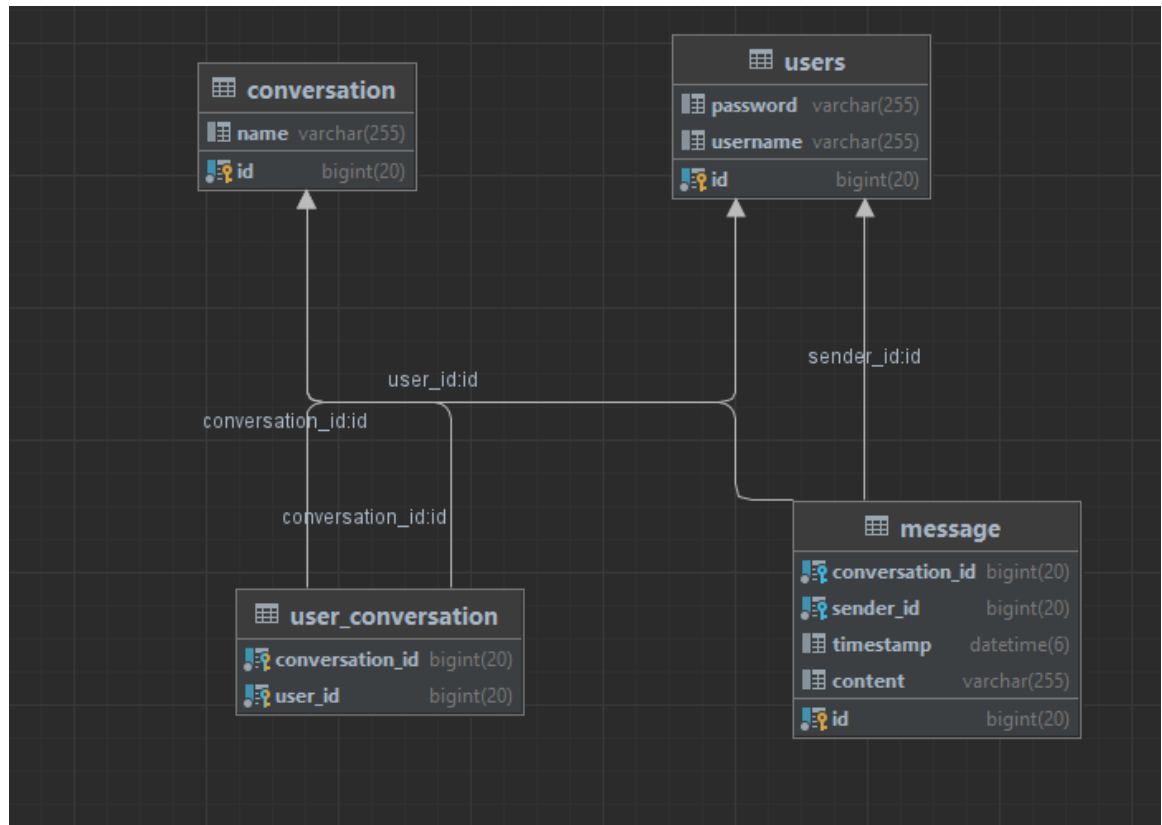 conversation
name varchar(255)
id bigint(20)
users
password varchar(255)
username varchar(255)
id bigint(20)
sender_id:id
user_id:id
conversation_id:id
conversation_id:id
user_conversation
conversation_id bigint(20)
user_id bigint(20)
message
conversation_id bigint(20)
sender_id bigint(20)
timestamp datetime(6)
content varchar(255)
id bigint(20)